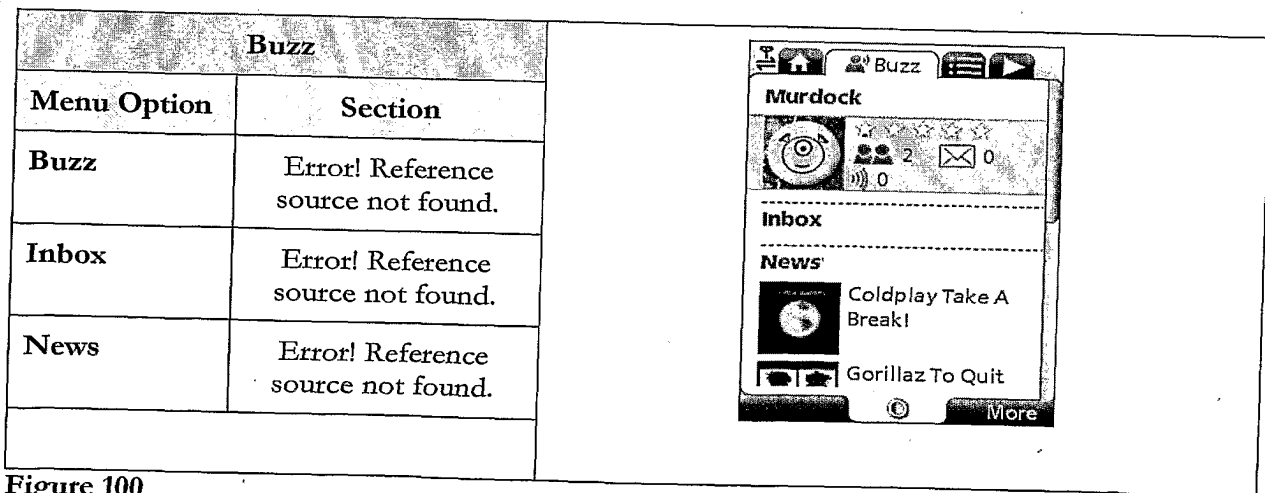 Buzz
Menu Option Section
Buzz Error! Reference
source not found.
Inbox Error! Reference
source not found.
News Error! Reference
source not found.
Buzz
Murdock
2 0
0
Inbox
News
Coldplay Take A
Break!
Gorillaz To Quit
More
Figure 100